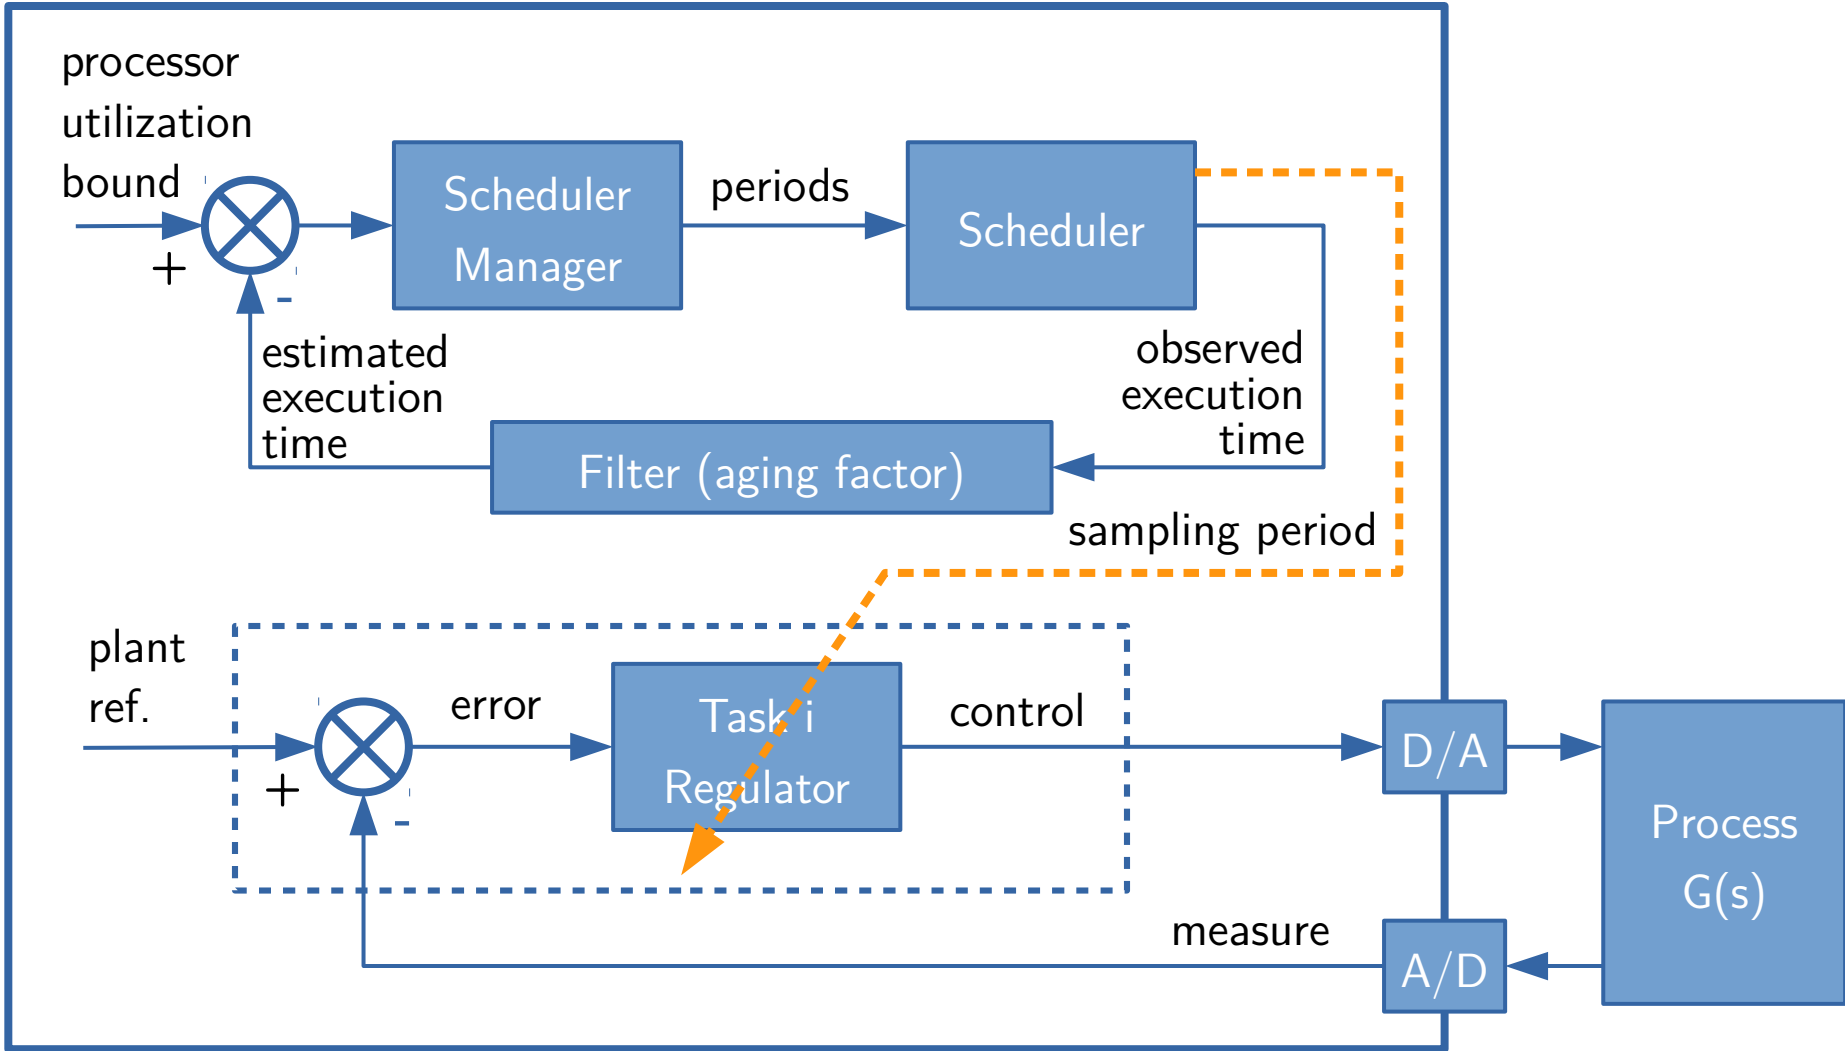 processor
utilization
bound
+
-
Scheduler
Manager
periods
Scheduler
estimated
execution
time
observed
execution
time
Filter (aging factor)
sampling period
plant
ref.
+
-
error
Task i
Regulator
control
D/A
Process
G(s)
measure
A/D